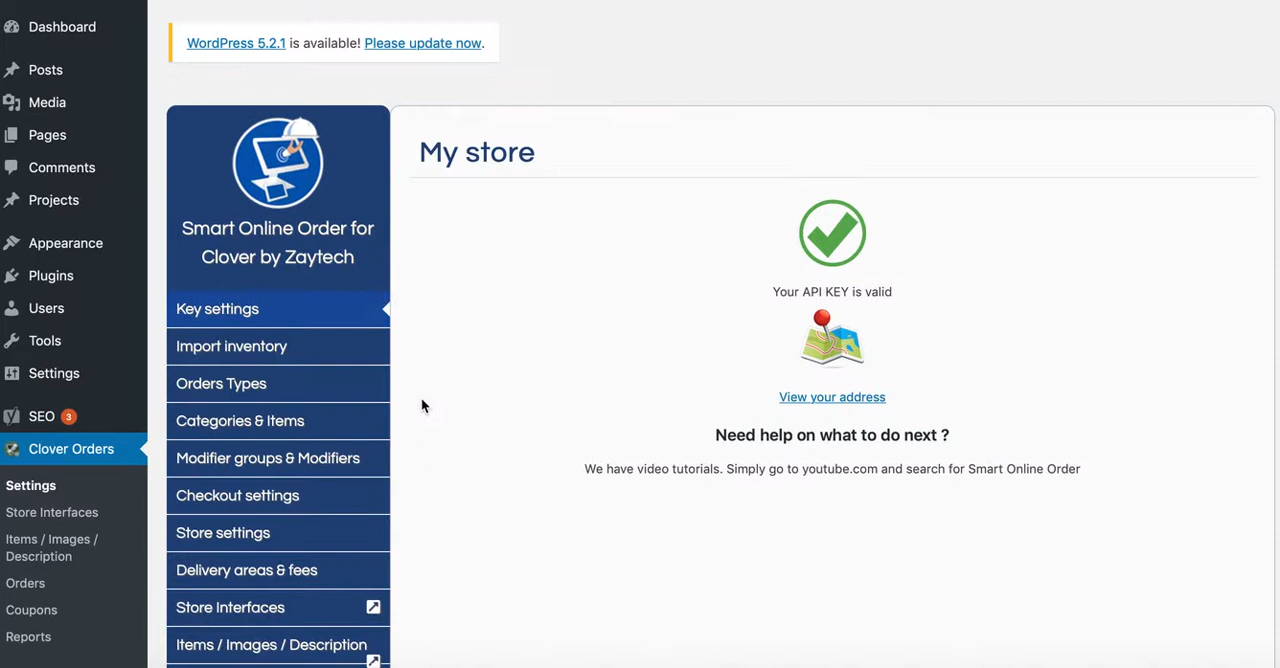 Dashboard
Posts
Media
Pages
Comments
Projects
Appearance
Plugins
Users
Tools
Settings
SEO 3
Clover Orders
Settings
Store Interfaces
Items / Images /
Description
Orders
Coupons
Reports
WordPress 5.2.1 is available! Please update now.
Smart Online Order for
Clover by Zaytech
Key settings
Import inventory
Orders Types
Categories & Items
Modifier groups & Modifiers
Checkout settings
Store settings
Delivery areas & fees
Store Interfaces
Items / Images / Description
My store
Your API KEY is valid
View your address
Need help on what to do next ?
We have video tutorials. Simply go to youtube.com and search for Smart Online Order